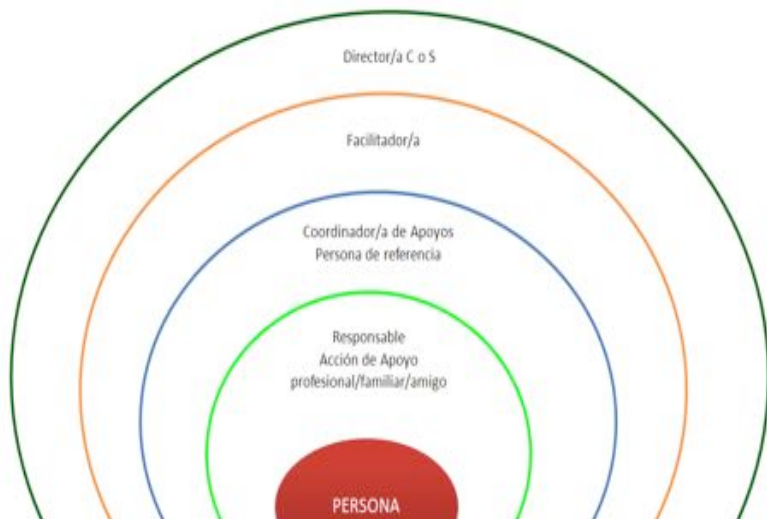 Director/a C o S
Facilitador/a
Coordinador/a de Apoyos
Persona de referencia
Responsable
Acción de Apoyo
profesional/familiar/amigo
PERSONA